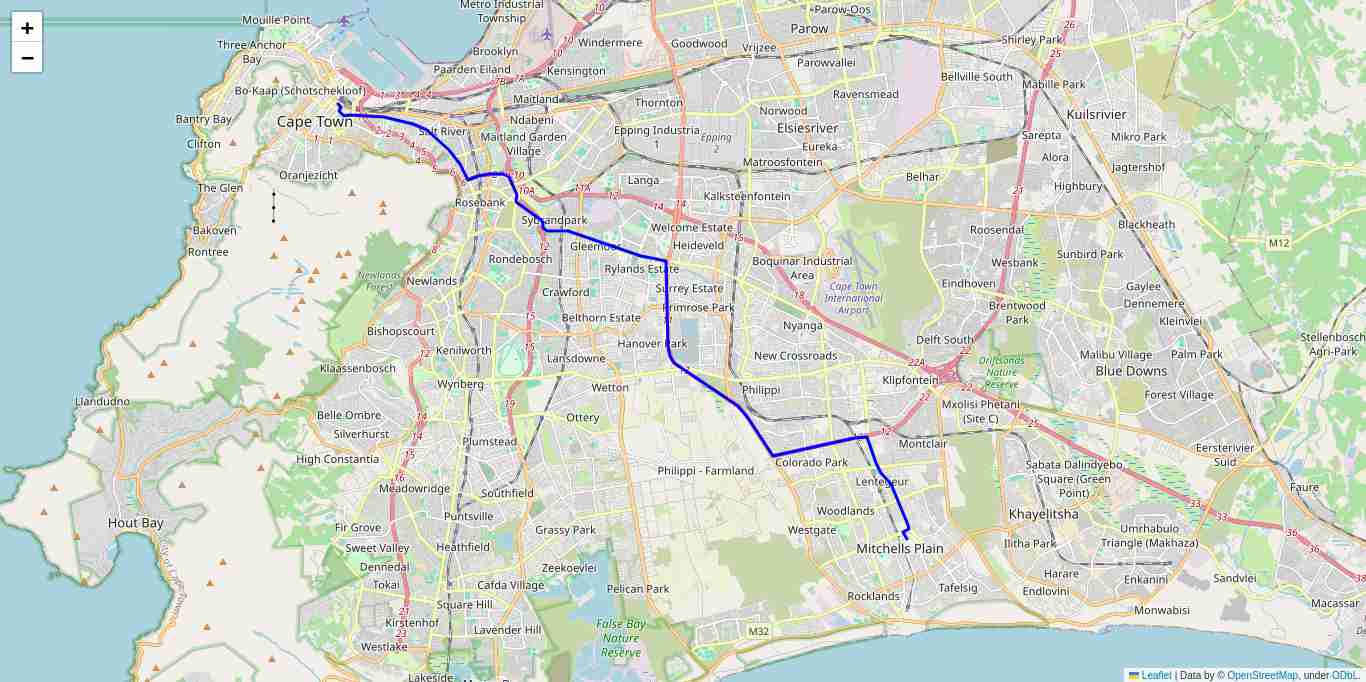 +
−
Metro Industrial
Township
Mouille Point
Three Anchor
Bay
Brooklyn
Windermere
Goodwood
Vrijzee
Parow
Parow-Oos
Shirley Park
Parowvallei
Bellville South
Mabille Park
Kuilsrivier
Paarden Eiland
Kensington
Bo-Kaap (Schotschekloof)
Maitland
Thornton
Norwood
Ravensmead
Elsiesriver
Bantry Bay
Cape Town
Salt River
Ndabeni
Maitland Garden
Village
Epping Industria
1
Epping
2
Eureka
Sarepta
Mikro Park
Clifton
Matroosfontein
Alora
Jagtershof
Oranjezicht
Langa
Belhar
Highbury
The Glen
Rosebank
Kalksteenfontein
Bakoven
Sybrandpark
Welcome Estate
Roosendal
Blackheath
Rontree
Gleemoor
Heideveld
M12
Rondebosch
Rylands Estate
Boquinar Industrial
Area
Wesbank
Sunbird Park
Newlands
Forest
Newlands
Crawford
Surrey Estate
Cape Town
International
Airport
Eindhoven
Gaylee
Dennemere
Primrose Park
Brentwood
Park
Belthorn Estate
Nyanga
Kleinvlei
Bishopscourt
Hanover Park
Delft South
Stellenbosch
Agri-Park
Kenilworth
Lansdowne
New Crossroads
Malibu Village
Palm Park
Klaassenbosch
Driftsands
Nature
Reserve
Blue Downs
Wynberg
Wetton
Philippi
Klipfontein
Forest Village
Llandudno
Belle Ombre
Ottery
Mxolisi Phetani
(Site C)
Silverhurst
Plumstead
Montclair
Eersterivier
Suid
High Constantia
Philippi - Farmland
Colorado Park
Sabata Dalindyebo
Square (Green
Point)
Meadowridge
Southfield
Lentegeur
Faure
Hout Bay
Puntsville
Woodlands
Khayelitsha
Fir Grove
Grassy Park
Westgate
Umrhabulo
Triangle (Makhaza)
Sweet Valley
Heathfield
Mitchells Plain
Ilitha Park
Dennedal
Zeekoevlei
Harare
Enkanini
Sandvlei
Tokai
Cafda Village
Pelican Park
Tafelsig
Endlovini
Square Hill
Rocklands
Monwabisi
Macassar
Kirstenhof
Lavender Hill
False Bay
Nature
Reserve
M32
Westlake
Lakeside
Leaflet | Data by © OpenStreetMap, under ODbL.